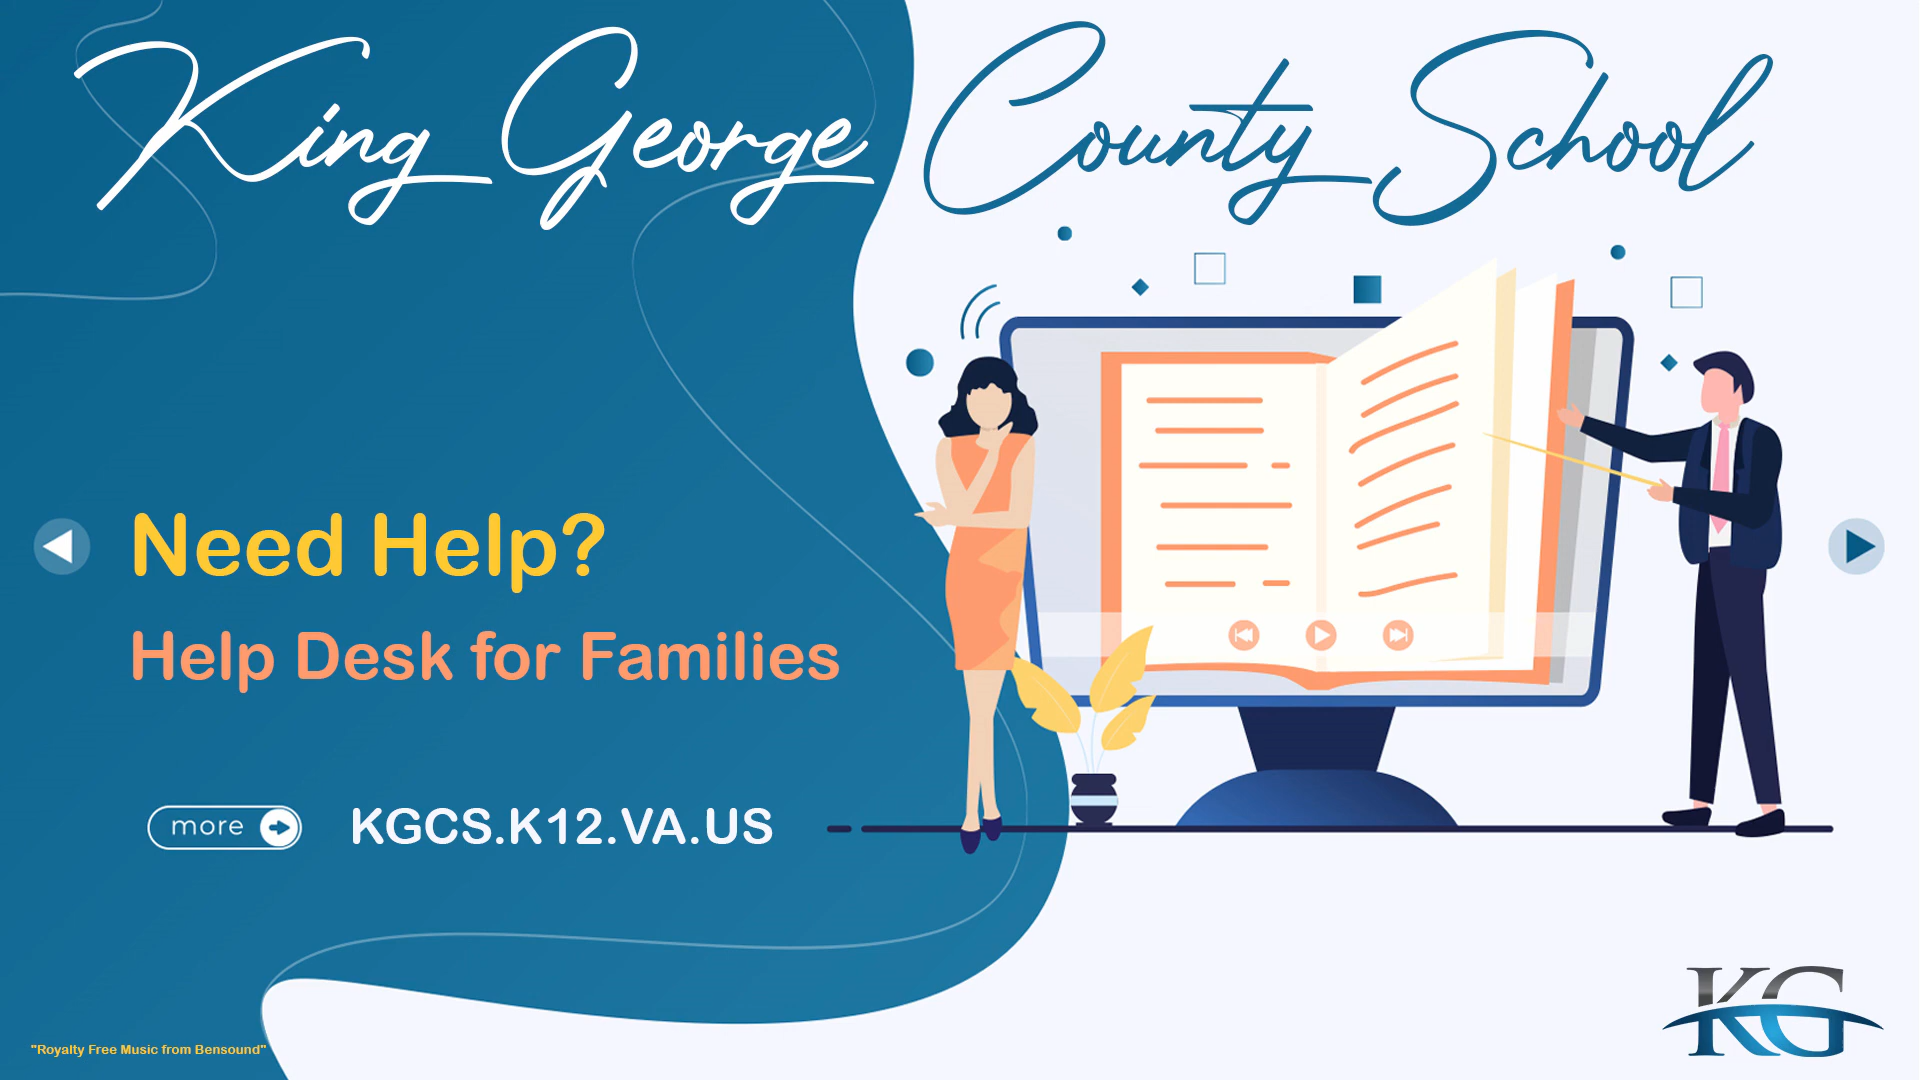 King George County School
Need Help?
Help Desk for Families
more
KGCS.K12.VA.US
"Royalty Free Music from Bensound"
KG